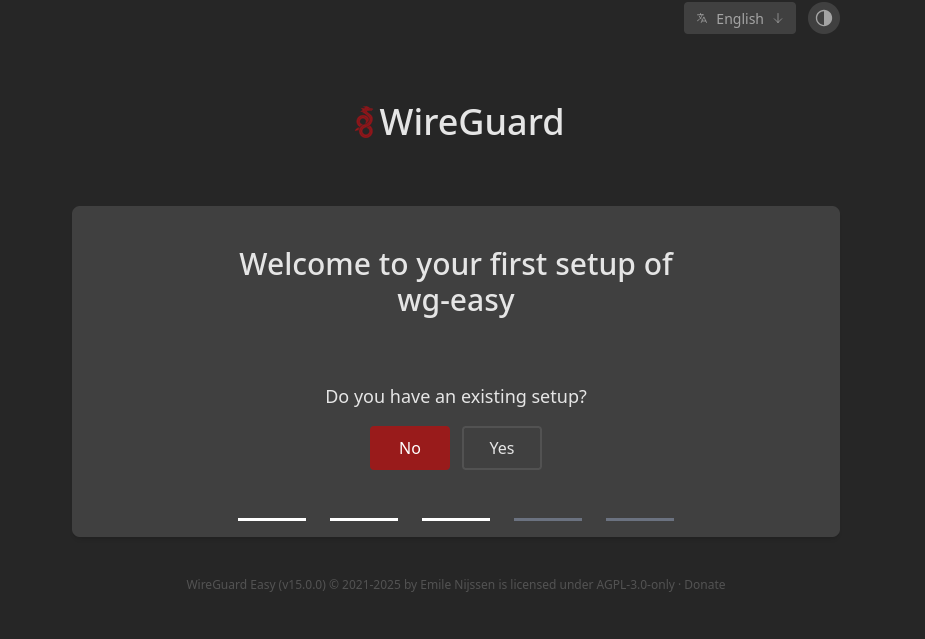 English
WireGuard
Welcome to your first setup of
wg-easy
Do you have an existing setup?
No
Yes
WireGuard Easy (v15.0.0) © 2021-2025 by Emile Nijssen is licensed under AGPL-3.0-only · Donate